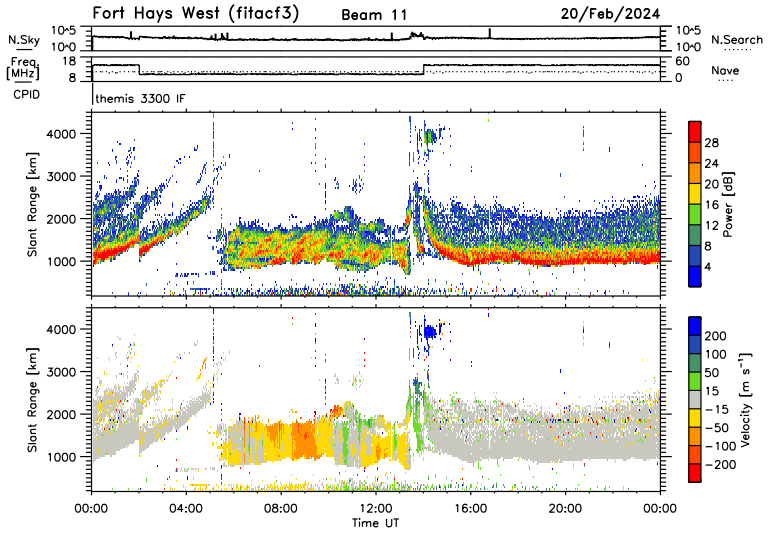 Fort Hays West (fitacf3) Beam 11 20/Feb/2024
N.Sky 10^5 10^0 10^5 10^0 N.Search
Freq. [MHz] 18 8 60 0 Nave
CPID themis 3300 IF
Slant Range [km] 4000 3000 2000 1000
28 24 20 16 12 8 4 Power [dB]
Slant Range [km] 4000 3000 2000 1000
200 100 50 15 −15 −50 −100 −200 Velocity [m s⁻¹]
00:00 04:00 08:00 12:00 16:00 20:00 00:00
Time UT